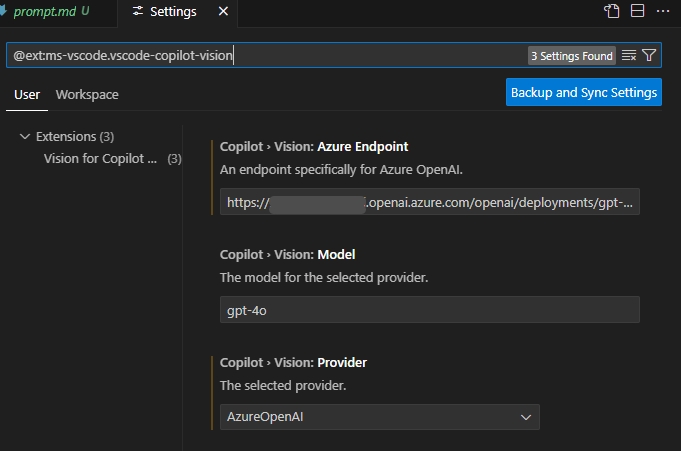 prompt.md U
Settings
@ext:ms-vscode.vscode-copilot-vision
3 Settings Found
User
Workspace
Backup and Sync Settings
Extensions (3)
Vision for Copilot ... (3)
Copilot › Vision: Azure Endpoint
An endpoint specifically for Azure OpenAI.
https:// .openai.azure.com/openai/deployments/gpt-...
Copilot › Vision: Model
The model for the selected provider.
gpt-4o
Copilot › Vision: Provider
The selected provider.
AzureOpenAI